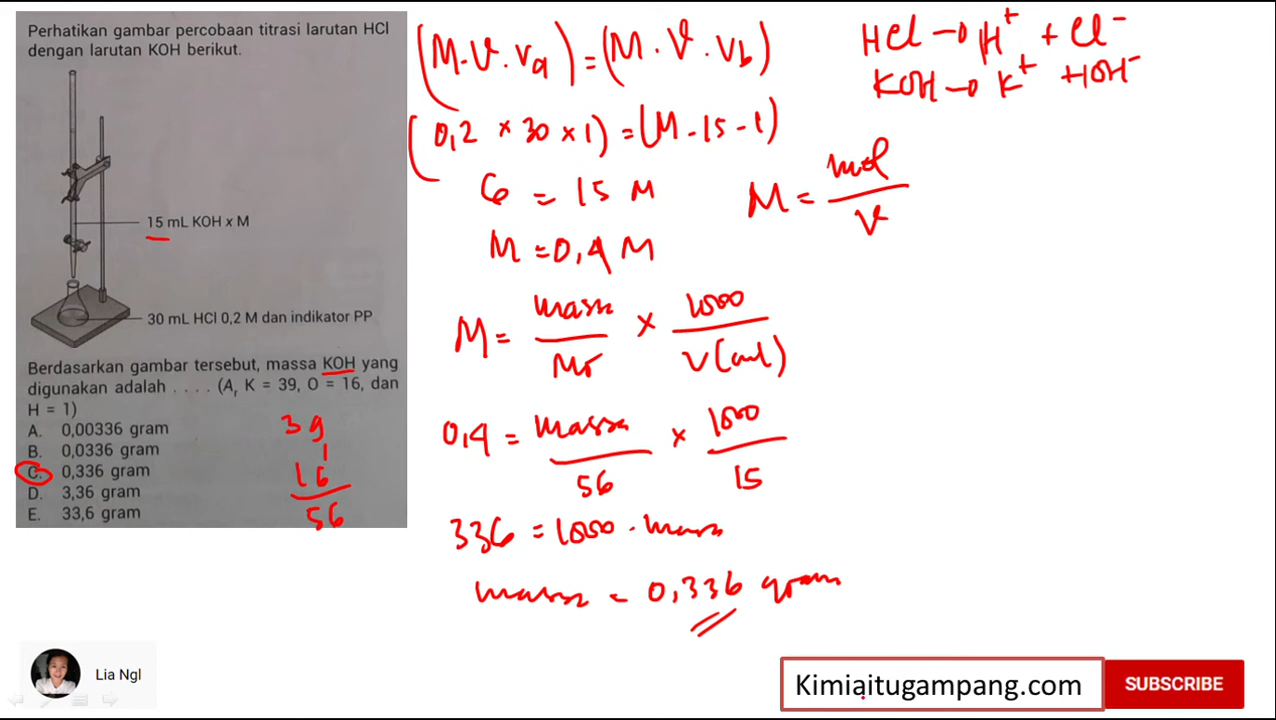 Perhatikan gambar percobaan titrasi larutan HCl
dengan larutan KOH berikut.
15 mL KOH x M
30 mL HCl 0,2 M dan indikator PP
Berdasarkan gambar tersebut, massa KOH yang
digunakan adalah . . . . (Ar K = 39, O = 16, dan
H = 1)
A. 0,00336 gram
B. 0,0336 gram
C. 0,336 gram
D. 3,36 gram
E. 33,6 gram
39
1
16
56
(M.V.Va) = (M.V.Vb)
(0,2 × 30 × 1) = (M - 15 - 1)
6 = 15 M
M = 0,4 M
M = massa/Mr × 1000/V(ml)
0,4 = massa/56 × 1000/15
336 = 1000 . massa
massa = 0,336 gram
HCl → H⁺ + Cl⁻
KOH → K⁺ + OH⁻
M = mol/V
Lia Ngl
Kimiaitugampang.com
SUBSCRIBE